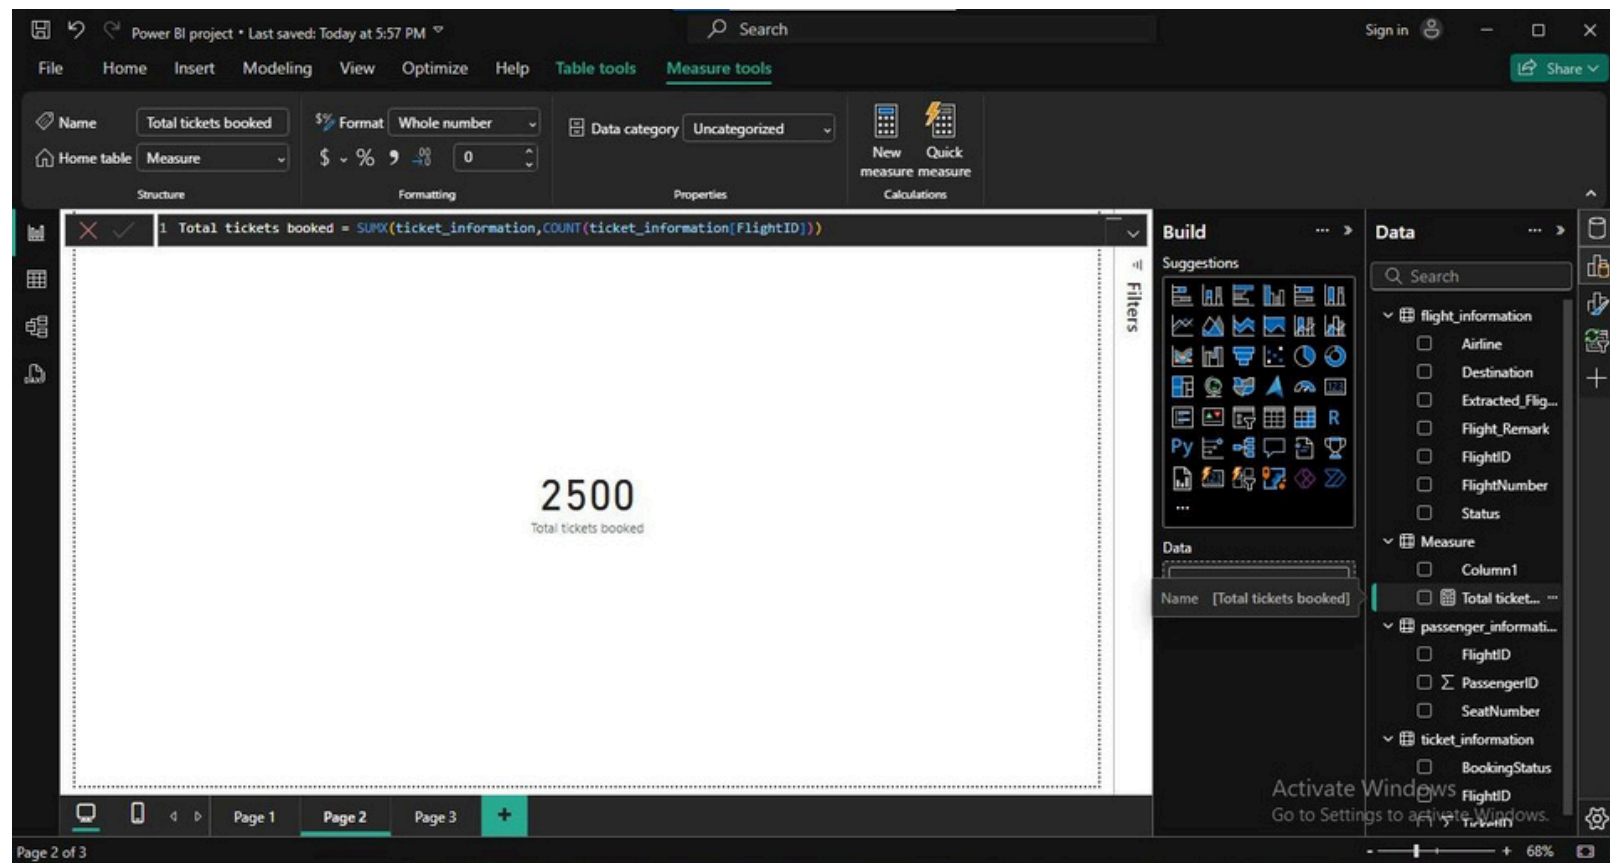 Power BI project • Last saved: Today at 5:57 PM
Search
Sign in
File Home Insert Modeling View Optimize Help Table tools Measure tools
Share
Name Total tickets booked
Home table Measure
Structure
Format Whole number
$ % 0
Formatting
Data category Uncategorized
Properties
New measure
Quick measure
Calculations
1 Total tickets booked = SUMX(ticket_information,COUNT(ticket_information[FlightID]))
2500
Total tickets booked
Filters
Build
Suggestions
R
Py
Data
Name [Total tickets booked]
Data
Search
flight_information
Airline
Destination
Extracted_Flig...
Flight_Remark
FlightID
FlightNumber
Status
Measure
Column1
Total ticket...
passenger_informati...
FlightID
PassengerID
SeatNumber
ticket_information
BookingStatus
FlightID
TicketID
Activate Windows
Go to Settings to activate Windows.
Page 1 Page 2 Page 3 +
Page 2 of 3
- + 68%